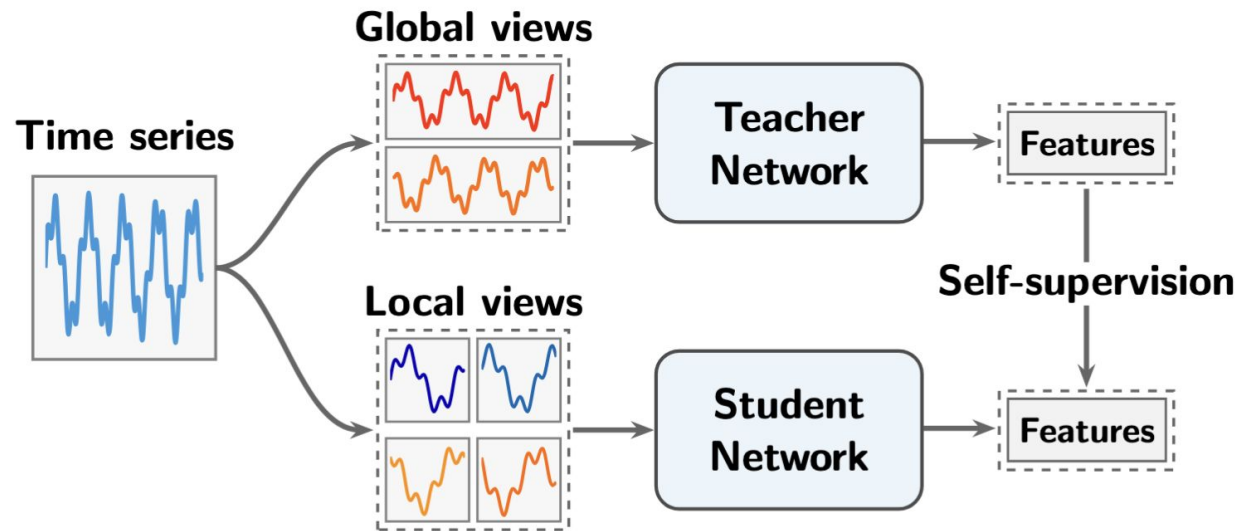 Global views
Time series
Teacher
Network
Features
Self-supervision
Local views
Student
Network
Features